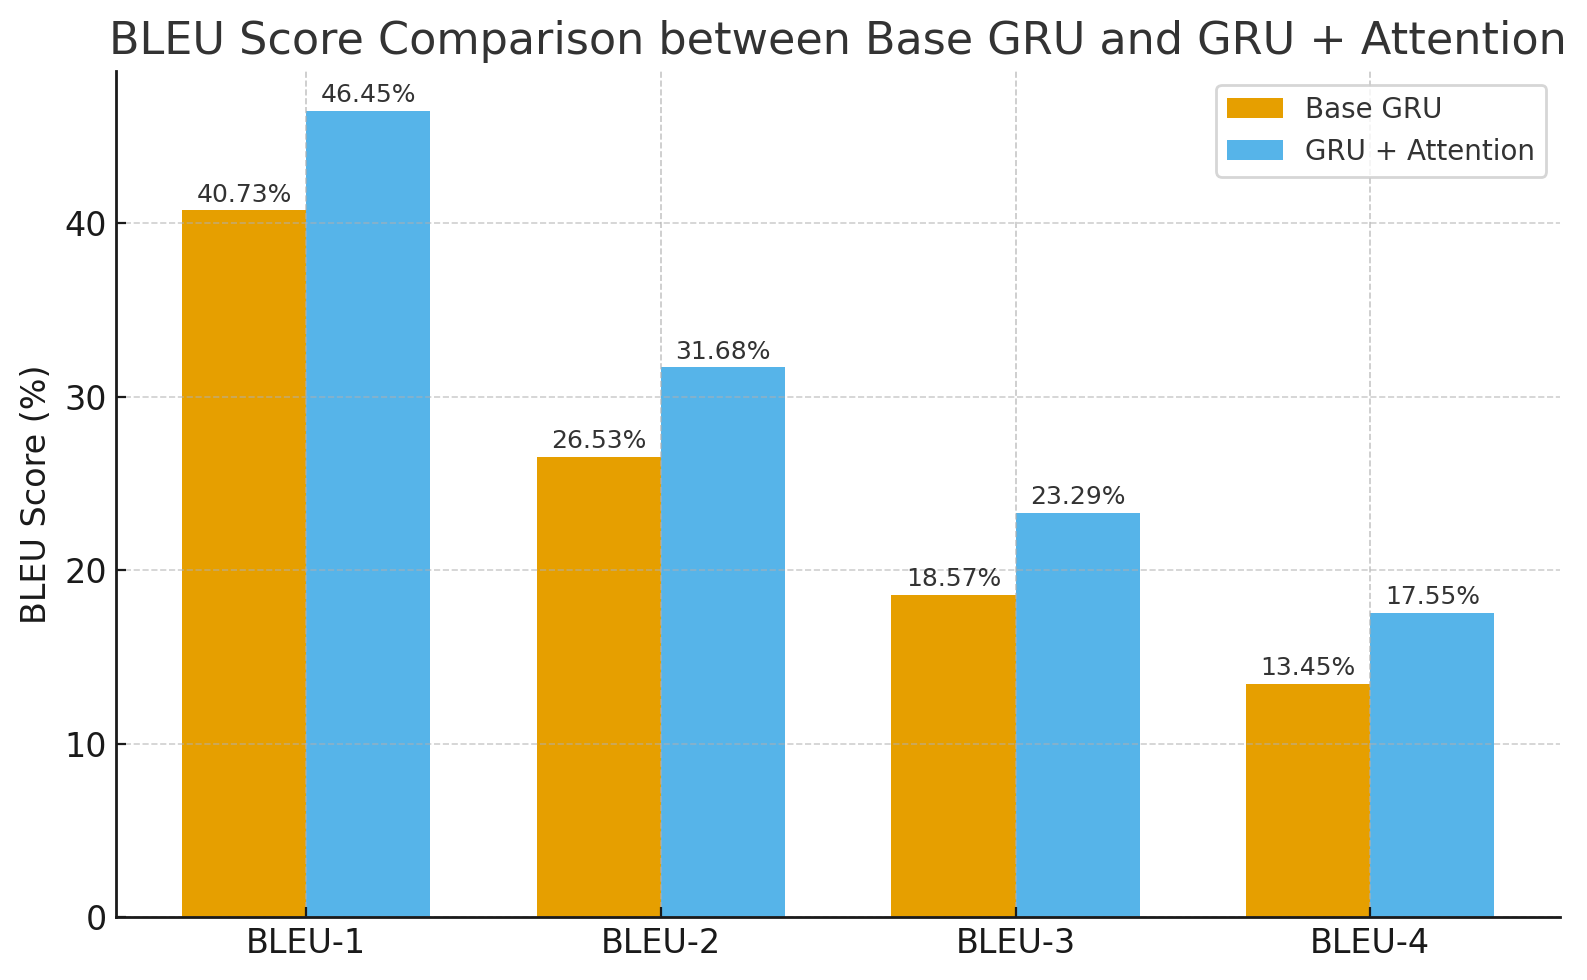 BLEU Score Comparison between Base GRU and GRU + Attention
Base GRU
GRU + Attention
BLEU Score (%)
40
30
20
10
0
40.73%
46.45%
26.53%
31.68%
18.57%
23.29%
13.45%
17.55%
BLEU-1
BLEU-2
BLEU-3
BLEU-4